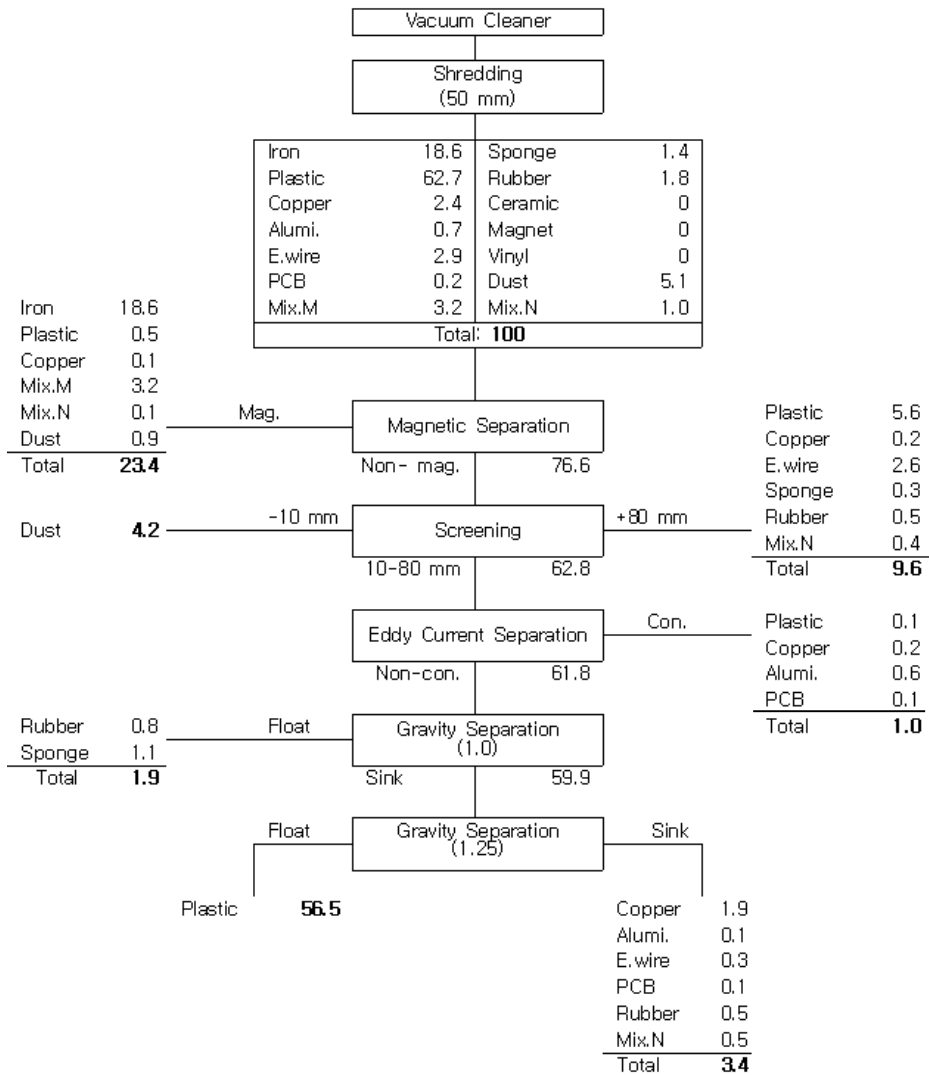 Vacuum Cleaner
Shredding
(50 mm)
Iron 18.6 Sponge 1.4
Plastic 62.7 Rubber 1.8
Copper 2.4 Ceramic 0
Alumi. 0.7 Magnet 0
E.wire 2.9 Vinyl 0
PCB 0.2 Dust 5.1
Mix.M 3.2 Mix.N 1.0
Total: 100
Iron 18.6
Plastic 0.5
Copper 0.1
Mix.M 3.2
Mix.N 0.1
Dust 0.9
Total 23.4
Mag.
Magnetic Separation
Non- mag. 76.6
Plastic 5.6
Copper 0.2
E.wire 2.6
Sponge 0.3
Rubber 0.5
Mix.N 0.4
Total 9.6
Dust 4.2
-10 mm
Screening
+80 mm
10-80 mm 62.8
Eddy Current Separation
Con.
Non-con. 61.8
Plastic 0.1
Copper 0.2
Alumi. 0.6
PCB 0.1
Total 1.0
Rubber 0.8
Sponge 1.1
Total 1.9
Float
Gravity Separation
(1.0)
Sink 59.9
Float
Gravity Separation
(1.25)
Sink
Plastic 56.5
Copper 1.9
Alumi. 0.1
E.wire 0.3
PCB 0.1
Rubber 0.5
Mix.N 0.5
Total 3.4